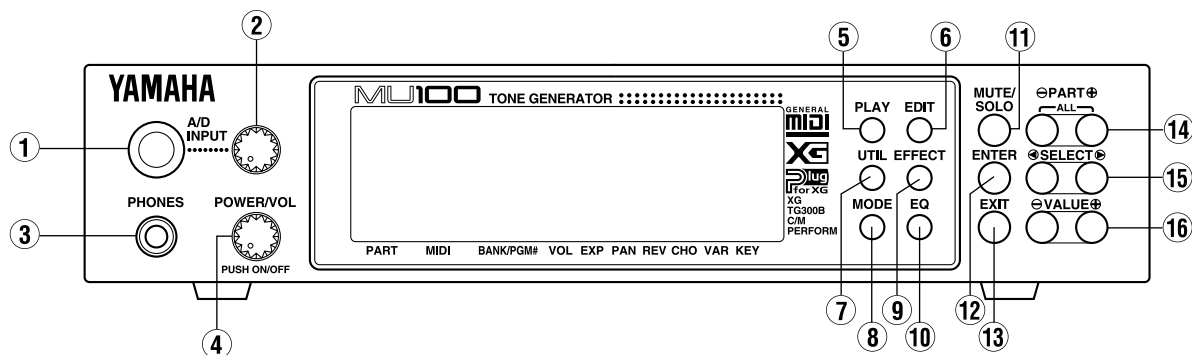 ② ⑤ ⑥ ⑪
YAMAHA
MU100 TONE GENERATOR
A/D
INPUT
①
GENERAL
MIDI
XG
Plug
for XG
XG
TG300B
C/M
PERFORM
PLAY EDIT
MUTE/
SOLO
⊖PART⊕
ALL
⑭
UTIL EFFECT
ENTER
◀SELECT▶
⑮
PHONES
③
POWER/VOL
MODE EQ
EXIT
⊖VALUE⊕
⑯
PUSH ON/OFF
PART MIDI BANK/PGM# VOL EXP PAN REV CHO VAR KEY
④ ⑦ ⑧ ⑨ ⑩ ⑫ ⑬